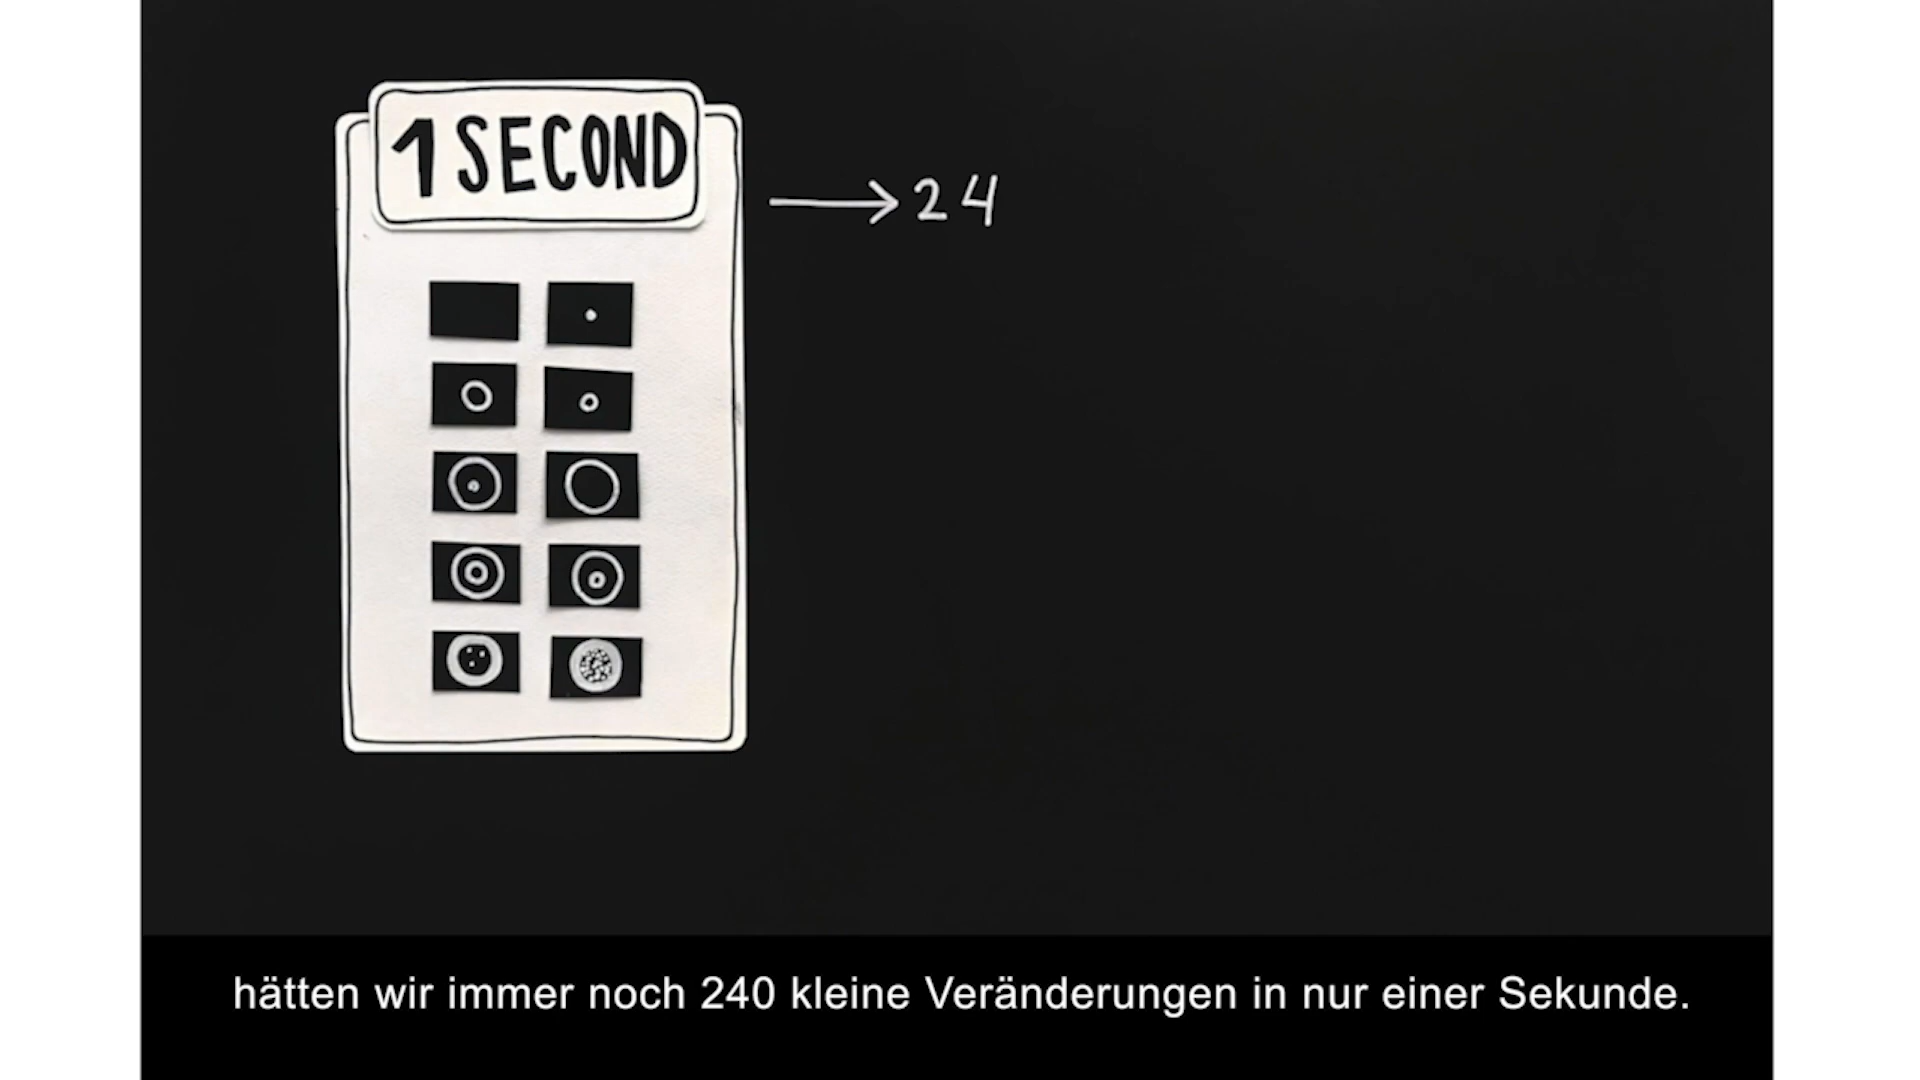 1 SECOND
→ 24
hätten wir immer noch 240 kleine Veränderungen in nur einer Sekunde.